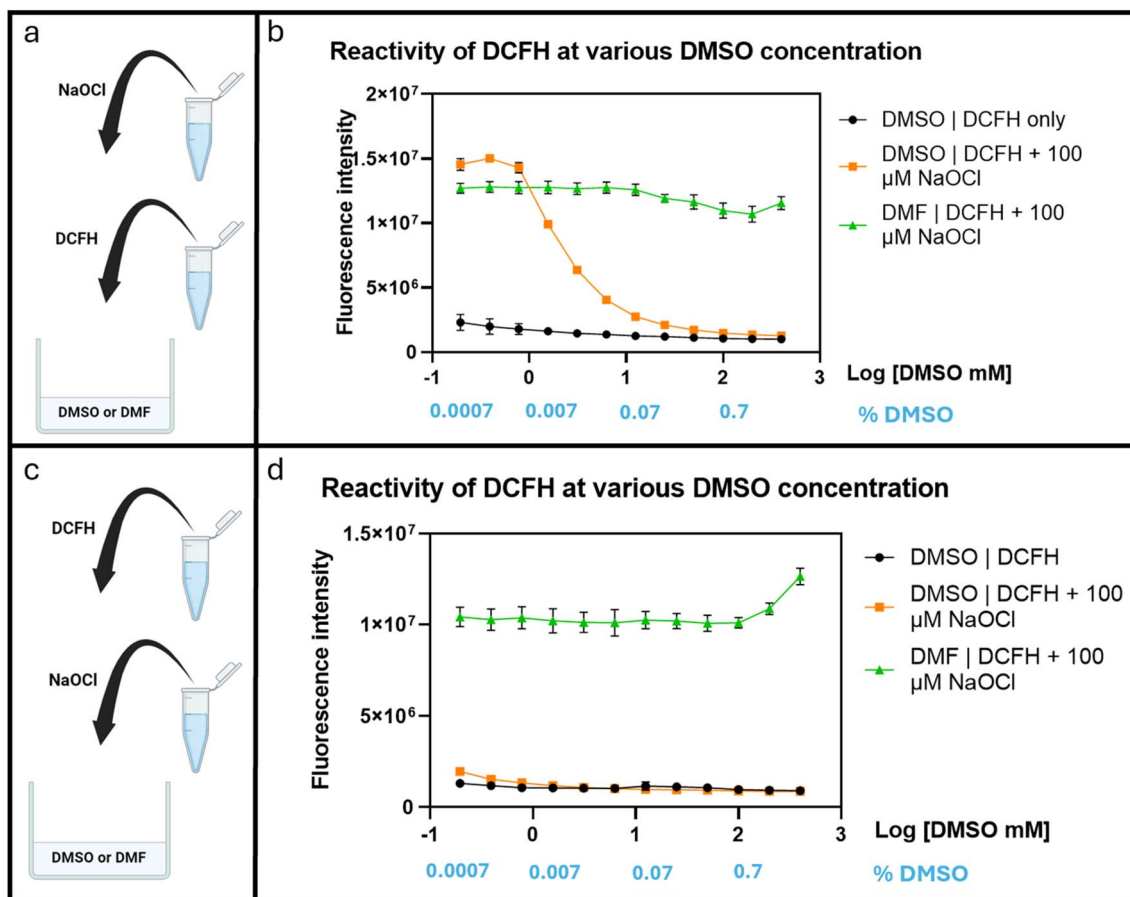 a
NaOCl
DCFH
DMSO or DMF
b
Reactivity of DCFH at various DMSO concentration
Fluorescence intensity
2×10⁷
1.5×10⁷
1×10⁷
5×10⁶
0
-1 0 1 2 3
Log [DMSO mM]
0.0007 0.007 0.07 0.7
% DMSO
DMSO | DCFH only
DMSO | DCFH + 100
µM NaOCl
DMF | DCFH + 100
µM NaOCl
c
DCFH
NaOCl
DMSO or DMF
d
Reactivity of DCFH at various DMSO concentration
Fluorescence intensity
1.5×10⁷
1×10⁷
5×10⁶
0
-1 0 1 2 3
Log [DMSO mM]
0.0007 0.007 0.07 0.7
% DMSO
DMSO | DCFH
DMSO | DCFH + 100
µM NaOCl
DMF | DCFH + 100
µM NaOCl